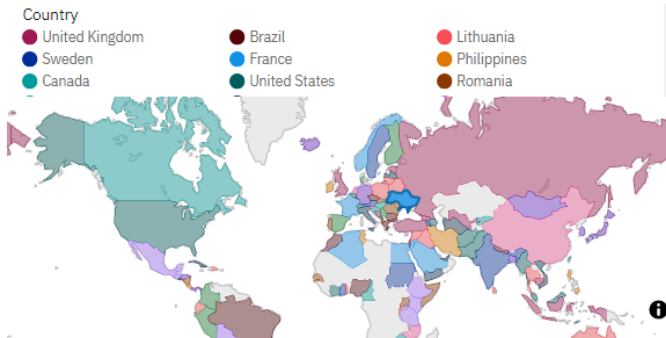 Country
United Kingdom Brazil Lithuania
Sweden France Philippines
Canada United States Romania
i